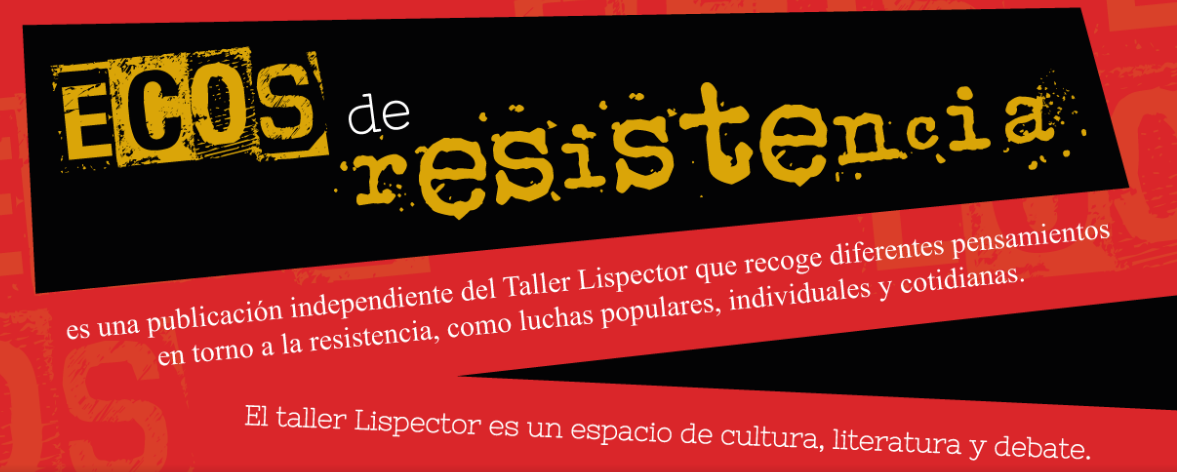 ECOS de resistencia
es una publicación independiente del Taller Lispector que recoge diferentes pensamientos
en torno a la resistencia, como luchas populares, individuales y cotidianas.
El taller Lispector es un espacio de cultura, literatura y debate.